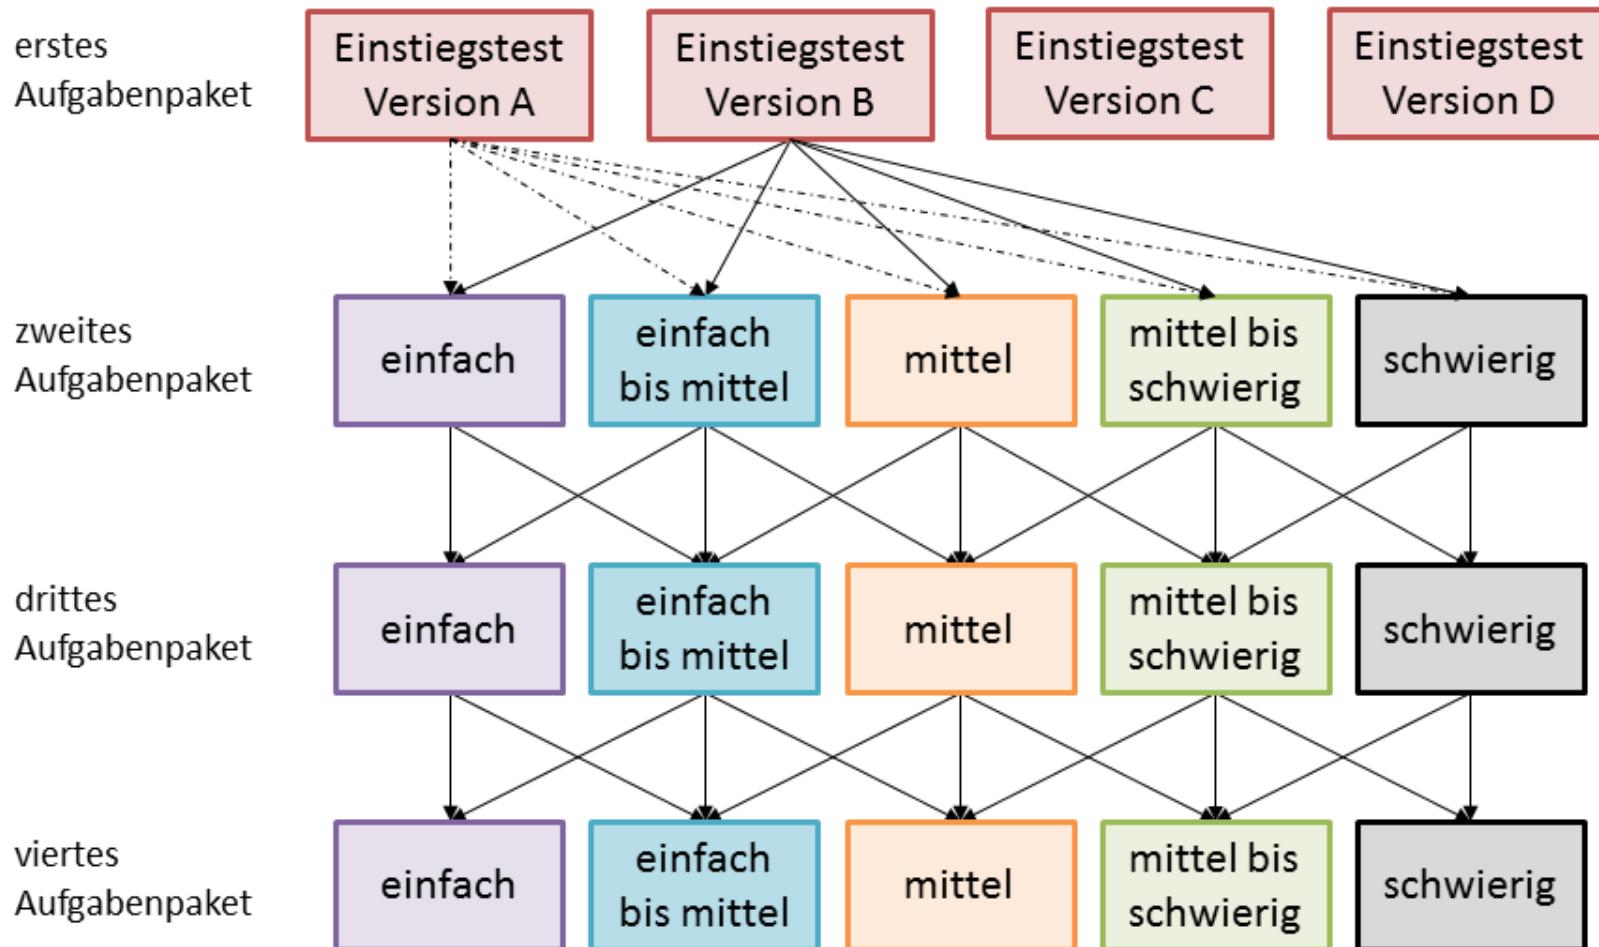 erstes
Aufgabenpaket
Einstiegstest
Version A
Einstiegstest
Version B
Einstiegstest
Version C
Einstiegstest
Version D
zweites
Aufgabenpaket
einfach
einfach
bis mittel
mittel
mittel bis
schwierig
schwierig
drittes
Aufgabenpaket
einfach
einfach
bis mittel
mittel
mittel bis
schwierig
schwierig
viertes
Aufgabenpaket
einfach
einfach
bis mittel
mittel
mittel bis
schwierig
schwierig